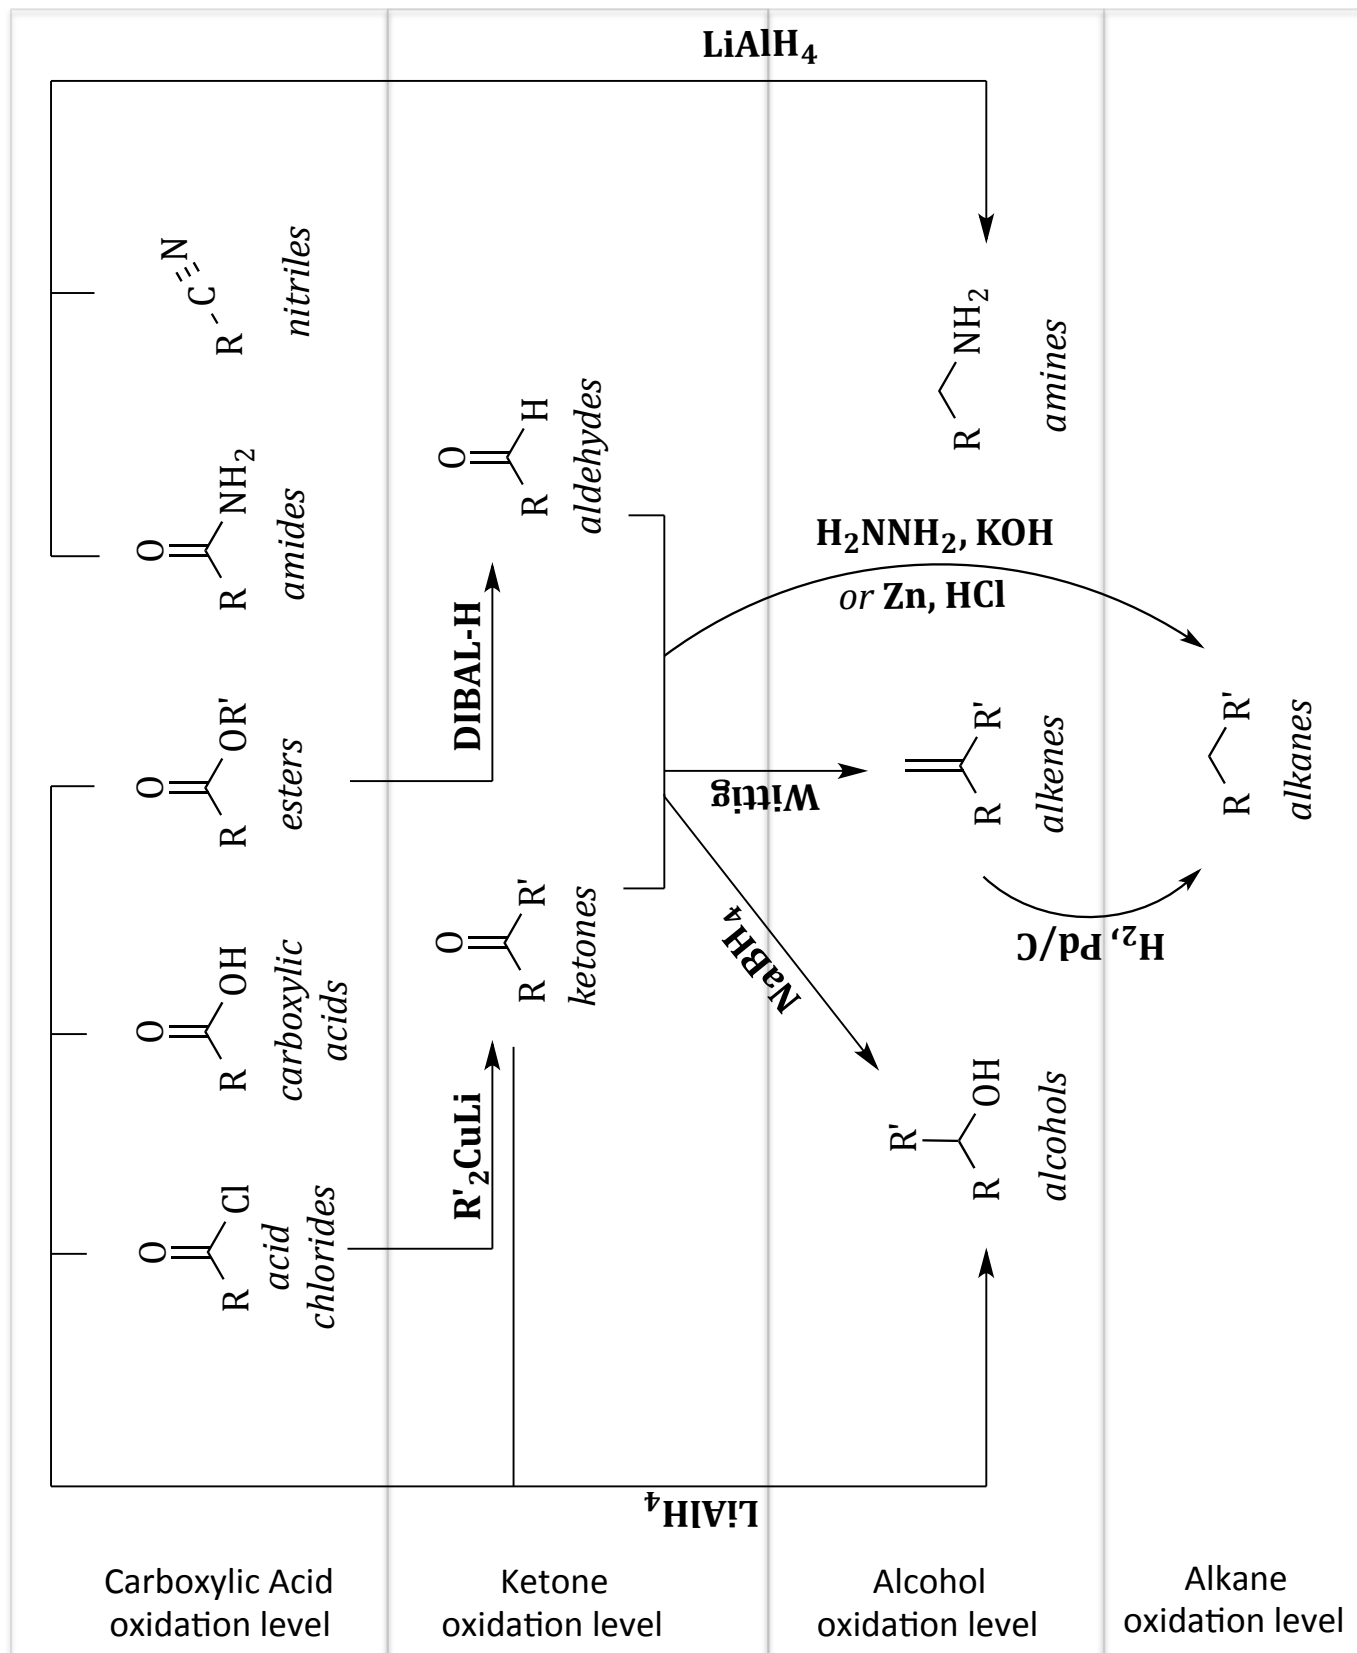 LiAlH4
N
C
R
nitriles
O
R
NH2
amides
O
R
H
aldehydes
R
NH2
amines
H2NNH2, KOH
or Zn, HCl
DIBAL-H
O
R
OR'
esters
Wittig
R
R'
alkenes
R
R'
alkanes
O
R
OH
carboxylic
acids
O
R
R'
ketones
NaBH4
H2, Pd/C
R'2CuLi
O
R
Cl
acid
chlorides
R'
R
OH
alcohols
LiAlH4
Carboxylic Acid
oxidation level
Ketone
oxidation level
Alcohol
oxidation level
Alkane
oxidation level